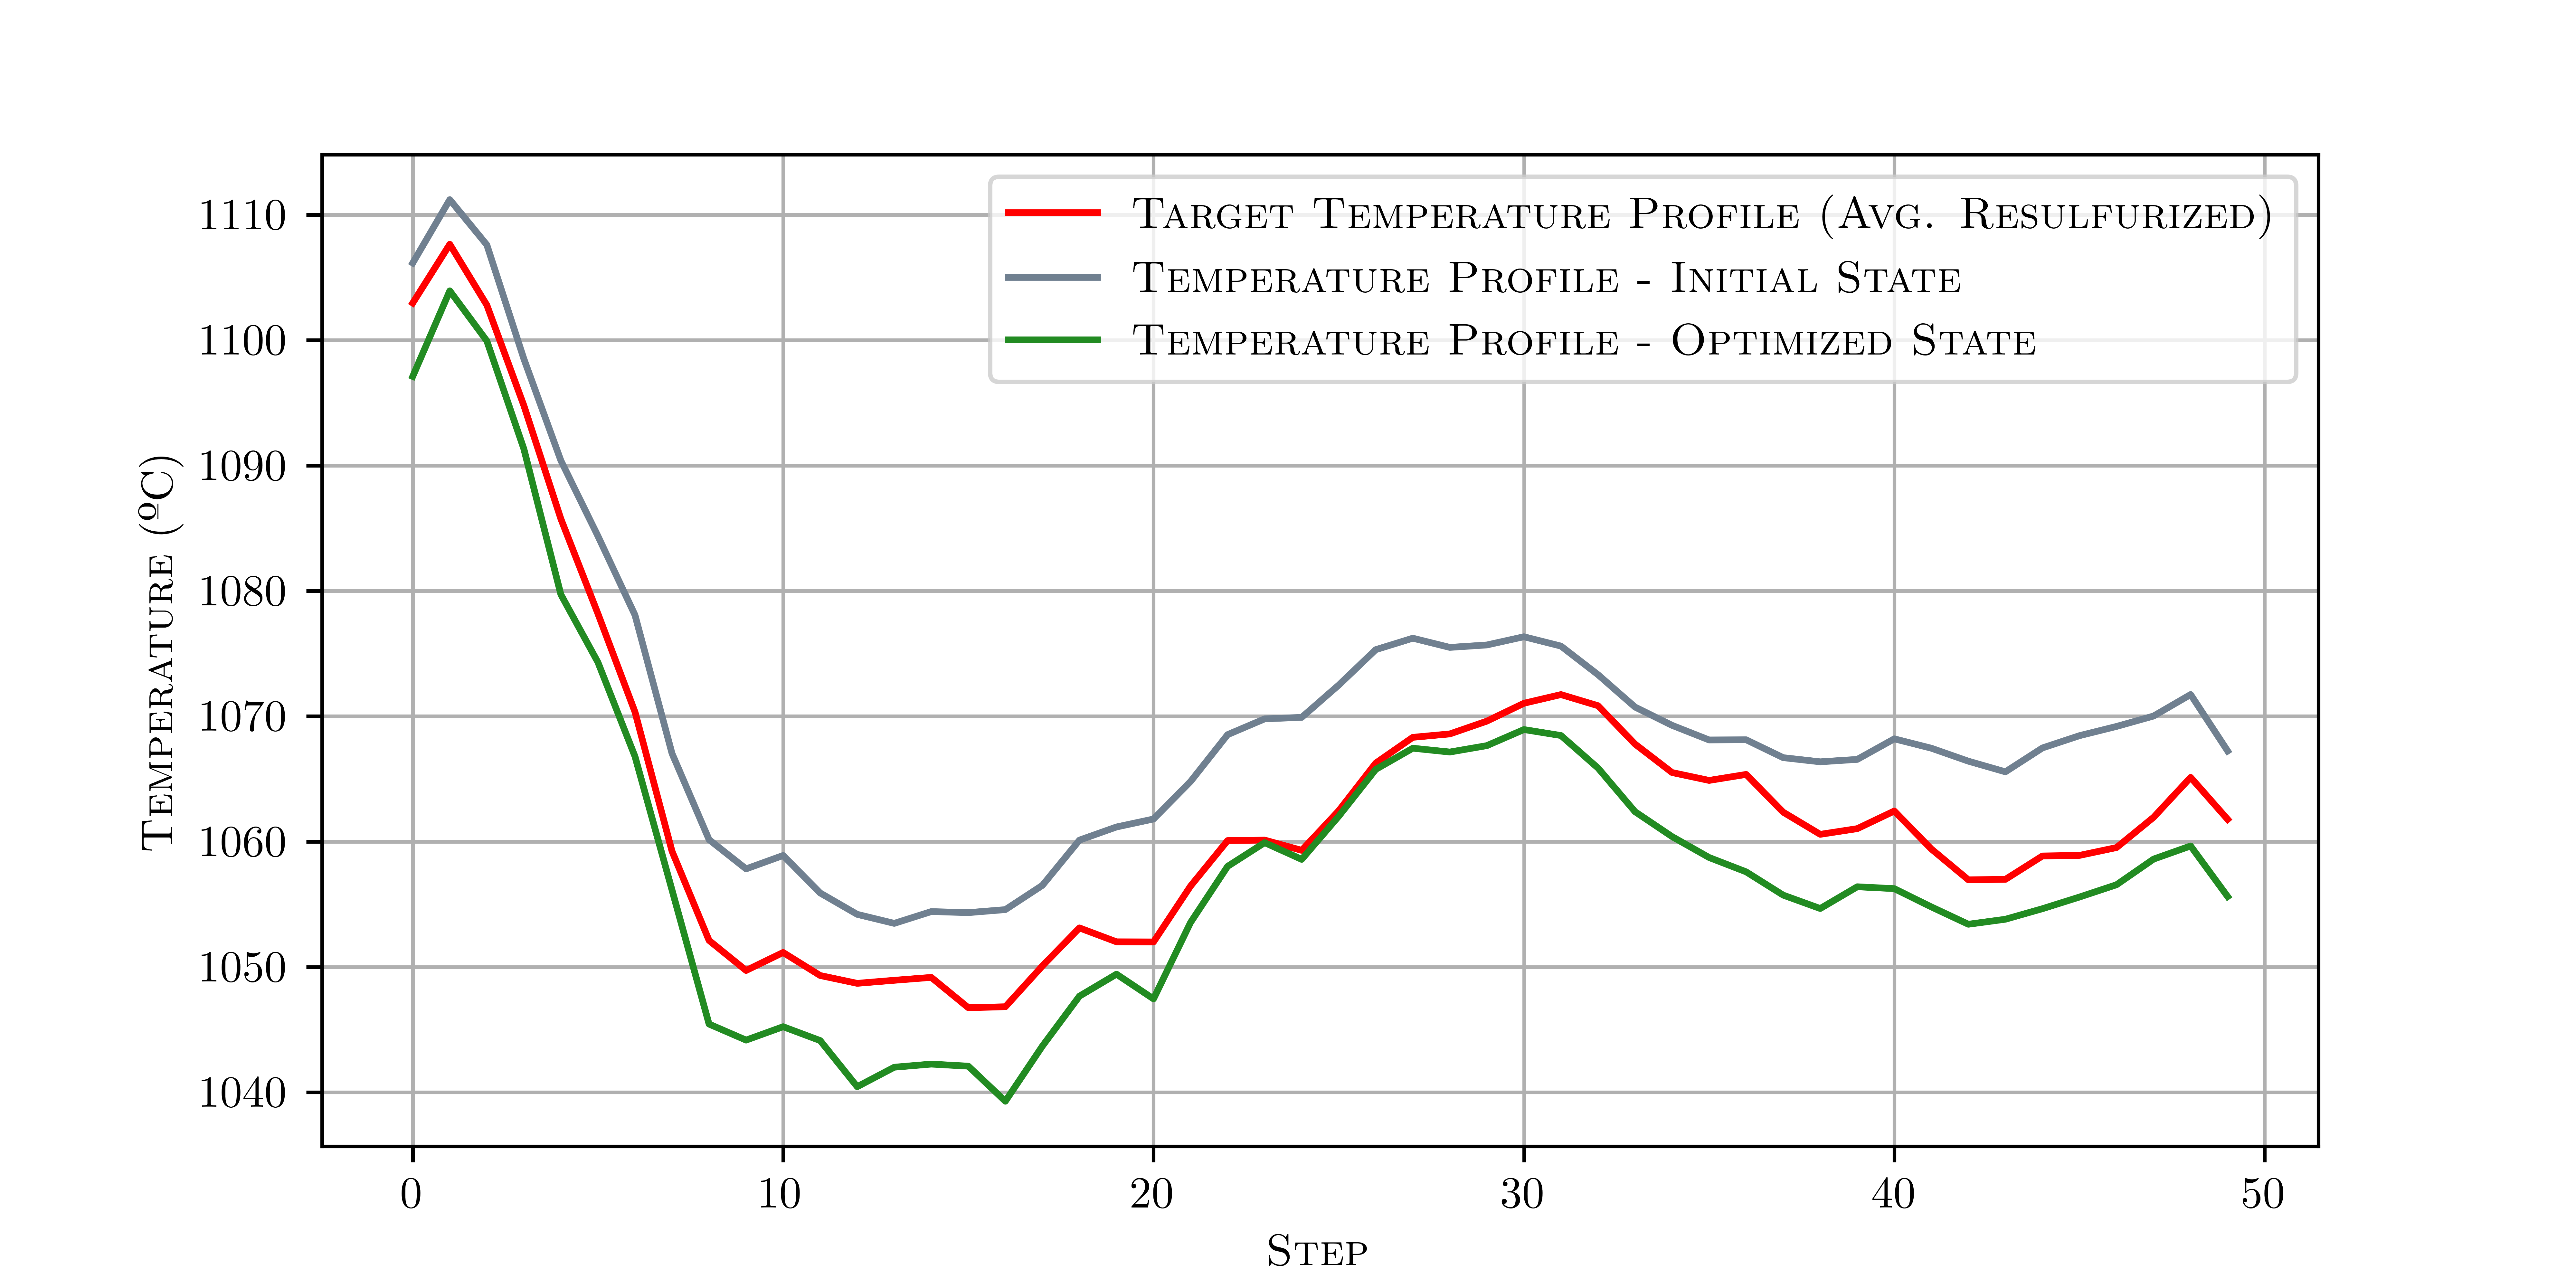 Target Temperature Profile (Avg. Resulfurized)
Temperature Profile - Initial State
Temperature Profile - Optimized State
Temperature (ºC)
1110
1100
1090
1080
1070
1060
1050
1040
0 10 20 30 40 50
Step